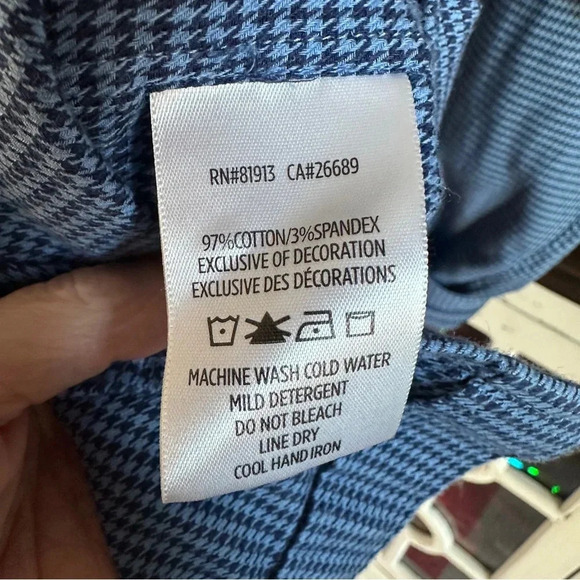 RN#81913 CA#26689
97%COTTON/3%SPANDEX
EXCLUSIVE OF DECORATION
EXCLUSIVE DES DÉCORATIONS
MACHINE WASH COLD WATER
MILD DETERGENT
DO NOT BLEACH
LINE DRY
COOL HAND IRON